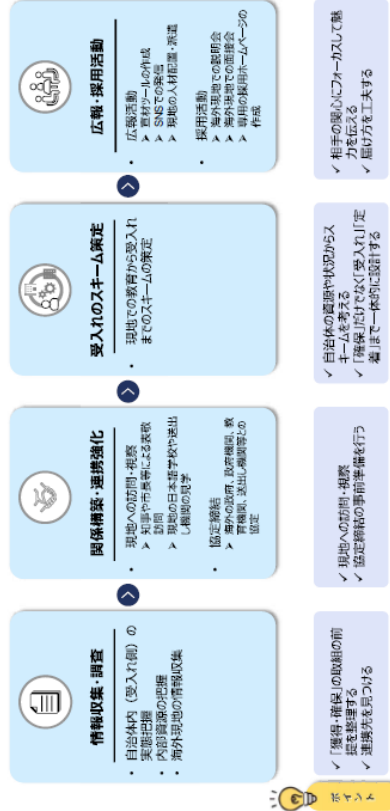 情報収集・調査
・自治体内（受入れ側）の
実態把握
・内部資源の把握
・海外現地の情報収集
関係構築・連携強化
・現地への訪問・視察
➢ 知事や市長等による表敬
訪問
➢ 現地の日本語学校や送出
し機関の見学
・協定締結
➢ 海外の政府、政府機関、教
育機関、送出し機関等との
協定
受入れのスキーム策定
・現地での教育から受入れ
までのスキームの策定
広報・採用活動
・広報活動
➢ 宣材ツールの作成
➢ SNSでの発信
➢ 現地の人材配置・派遣
・採用活動
➢ 海外現地での説明会
➢ 海外現地での面接会
➢ 専用の採用ホームページの
作成
ポイント
✓ 「獲得・確保」の取組の前
提を整理する
✓ 連携先を見つける
✓ 現地への訪問・視察
✓ 協定締結の事前準備を行う
✓ 自治体の資源や状況からス
キームを考える
✓ 「確保」だけでなく「受入れ」「定
着」まで一体的に設計する
✓ 相手の関心にフォーカスして魅
力を伝える
✓ 届け方を工夫する